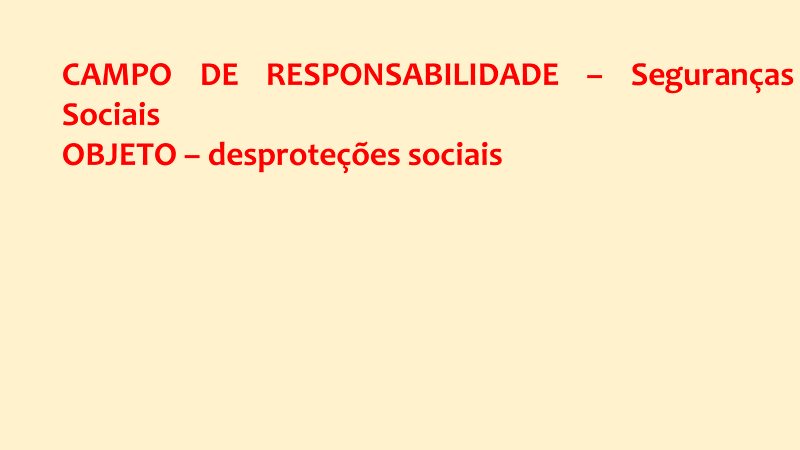 CAMPO DE RESPONSABILIDADE – Seguranças
Sociais
OBJETO – desproteções sociais